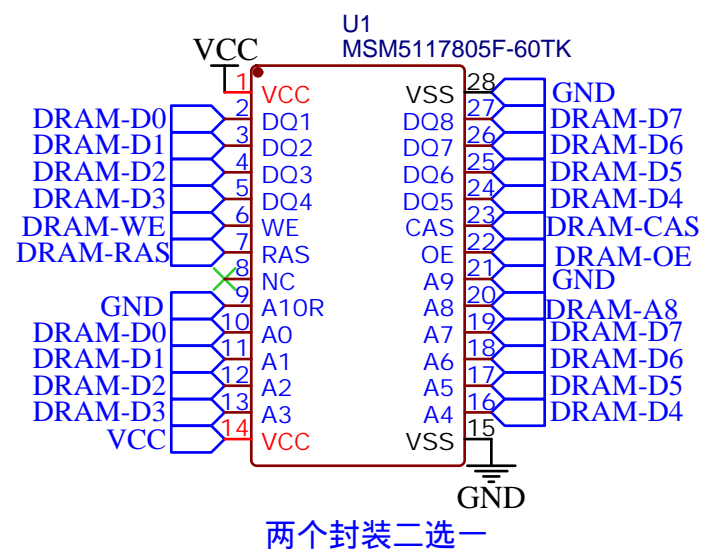 U1
MSM5117805F-60TK
VCC
1 VCC VSS 28 GND
DRAM-D0 2 DQ1 DQ8 27 DRAM-D7
DRAM-D1 3 DQ2 DQ7 26 DRAM-D6
DRAM-D2 4 DQ3 DQ6 25 DRAM-D5
DRAM-D3 5 DQ4 DQ5 24 DRAM-D4
DRAM-WE 6 WE CAS 23 DRAM-CAS
DRAM-RAS 7 RAS OE 22 DRAM-OE
8 NC A9 21 GND
GND 9 A10R A8 20 DRAM-A8
DRAM-D0 10 A0 A7 19 DRAM-D7
DRAM-D1 11 A1 A6 18 DRAM-D6
DRAM-D2 12 A2 A5 17 DRAM-D5
DRAM-D3 13 A3 A4 16 DRAM-D4
VCC 14 VCC VSS 15
GND
两个封装二选一